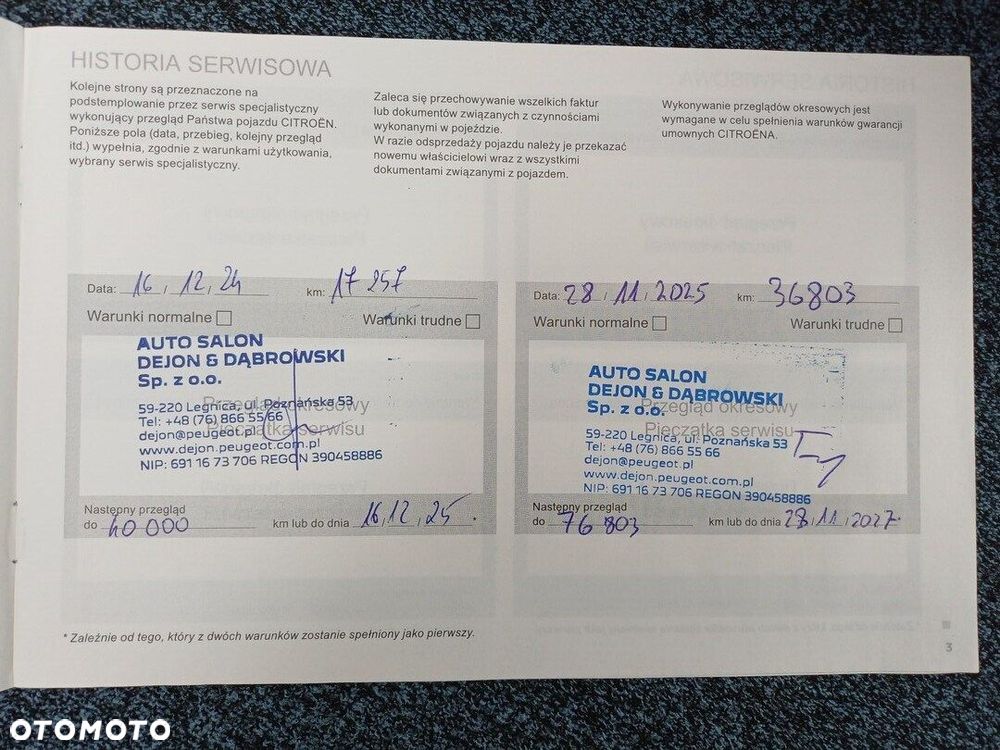 HISTORIA SERWISOWA
Kolejne strony są przeznaczone na
podstemplowanie przez serwis specjalistyczny
wykonujący przegląd Państwa pojazdu CITROËN.
Poniższe pola (data, przebieg, kolejny przegląd
itd.) wypełnia, zgodnie z warunkami użytkowania,
wybrany serwis specjalistyczny.
Zaleca się przechowywanie wszelkich faktur
lub dokumentów związanych z czynnościami
wykonanymi w pojeździe.
W razie odsprzedaży pojazdu należy je przekazać
nowemu właścicielowi wraz z wszystkimi
dokumentami związanymi z pojazdem.
Wykonywanie przeglądów okresowych jest
wymagane w celu spełnienia warunków gwarancji
umownych CITROËNA.
Data: 16 / 12 / 24 km: 17 257
Warunki normalne Warunki trudne
AUTO SALON
DEJON & DĄBROWSKI
Sp. z o.o.
Przegląd okresowy
59-220 Legnica, ul. Poznańska 53
Tel: +48 (76) 866 55 66
Pieczątka serwisu
dejon@peugeot.pl
www.dejon.peugeot.com.pl
NIP: 691 16 73 706 REGON 390458886
Następny przegląd
do 40 000 km lub do dnia 16 / 12 / 25 .
Data: 28 / 11 / 2025 km: 36803
Warunki normalne Warunki trudne
AUTO SALON
DEJON & DĄBROWSKI
Sp. z o.o.
Przegląd okresowy
Pieczątka serwisu
59-220 Legnica, ul. Poznańska 53
Tel: +48 (76) 866 55 66
dejon@peugeot.pl
www.dejon.peugeot.com.pl
NIP: 691 16 73 706 REGON 390458886
Następny przegląd
do 76 803 km lub do dnia 28 / 11 / 2027.
* Zależnie od tego, który z dwóch warunków zostanie spełniony jako pierwszy.
3
OTOMOTO